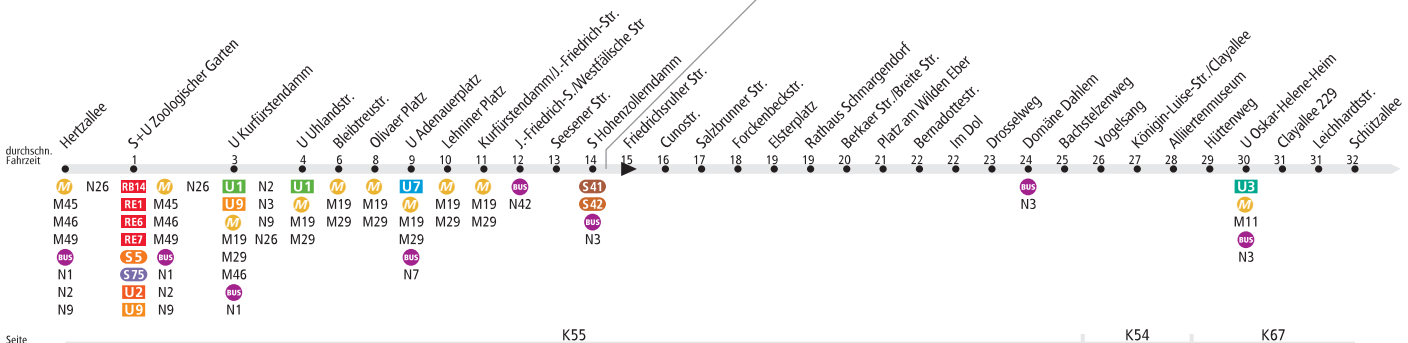 Hertzallee
S+U Zoologischer Garten
U Kurfürstendamm
U Uhlandstr.
Bleibtreustr.
Olivaer Platz
U Adenauerplatz
Lehniner Platz
Kurfürstendamm/J.-Friedrich-Str.
J.-Friedrich-S./Westfälische Str
Seesener Str.
S Hohenzollerndamm
Friedrichsruher Str.
Cunostr.
Salzbrunner Str.
Forckenbeckstr.
Elsterplatz
Rathaus Schmargendorf
Berkaer Str./Breite Str.
Platz am Wilden Eber
Bernadottestr.
Im Dol
Drosselweg
Domäne Dahlem
Bachstelzenweg
Vogelsang
Königin-Luise-Str./Clayallee
Alliiertenmuseum
Hüttenweg
U Oskar-Helene-Heim
Clayallee 229
Leichhardtstr.
Schützallee
durchschn.
Fahrzeit
1 3 4 6 8 9 10 11 12 13 14 15 16 17 18 19 19 20 21 22 22 23 24 25 26 27 28 29 30 31 31 32
M N26 RB14 M N26 U1 N2 U1 M M U7 M M BUS S41 BUS U3
M45 RE1 M45 U9 N3 M M19 M19 M M19 M19 N42 S42 N3 M
M46 RE6 M46 M N9 M19 M29 M29 M19 M29 M29 BUS M11
M49 RE7 M49 M19 N26 M29 M29 N3 BUS
BUS S5 BUS M29 BUS N3
N1 S75 N1 M46 N7
N2 U2 N2 BUS
N9 U9 N9 N1
Seite K55 K54 K67